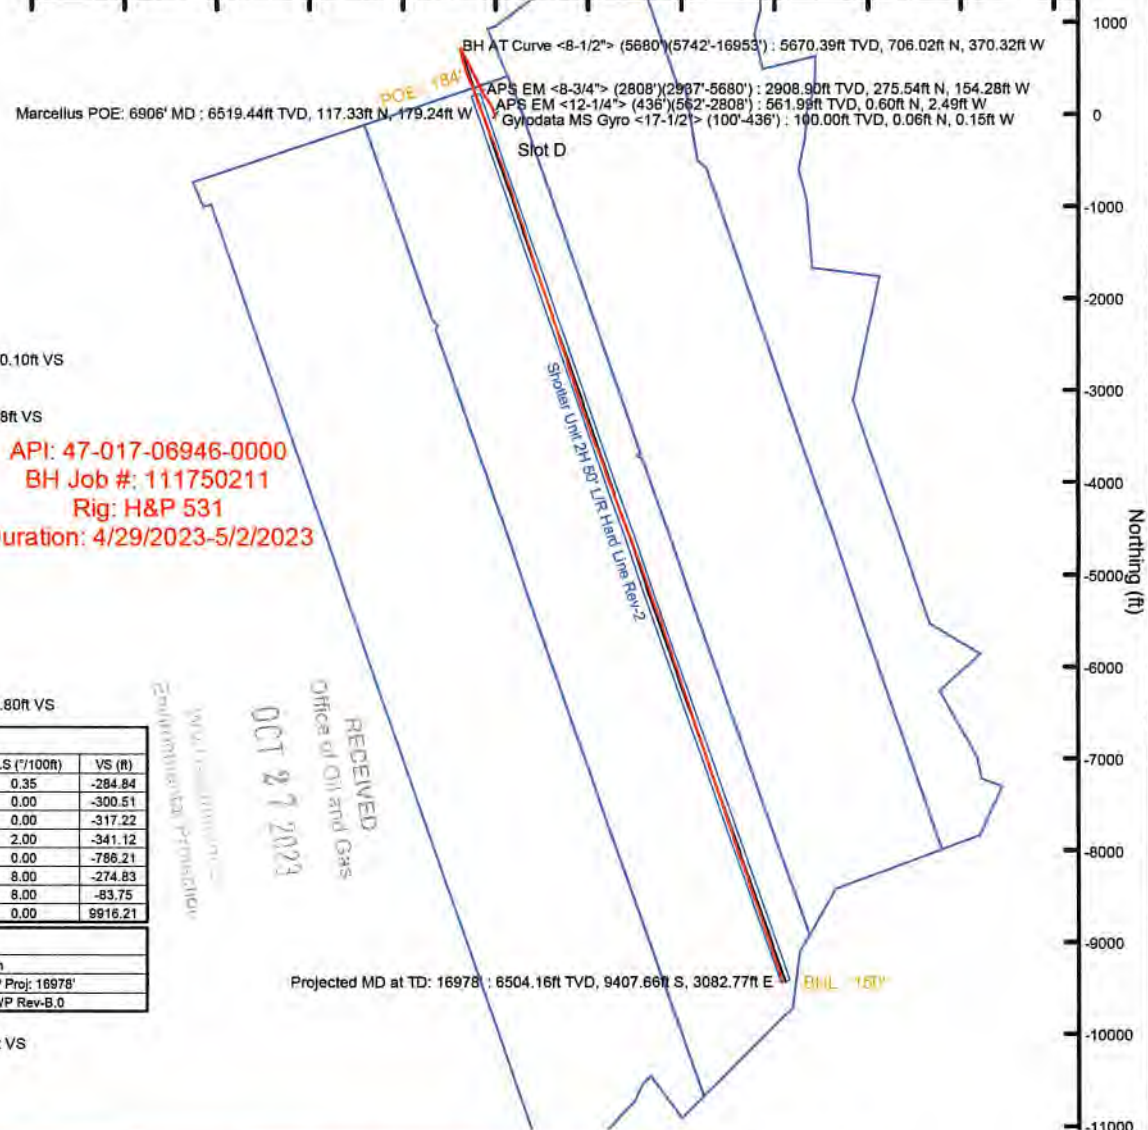 1000
BH AT Curve <8-1/2"> (5680')(5742'-16953') : 5670.39ft TVD, 706.02ft N, 370.32ft W
POE: 184'
APS EM <8-3/4"> (2808')(2937'-5680') : 2908.90ft TVD, 275.54ft N, 154.28ft W
APS EM <12-1/4"> (436')(562'-2808') : 561.99ft TVD, 0.60ft N, 2.49ft W
Marcellus POE: 6906' MD : 6519.44ft TVD, 117.33ft N, 179.24ft W
Gyrodata MS Gyro <17-1/2"> (100'-436') : 100.00ft TVD, 0.06ft N, 0.15ft W
0
Slot D
-1000
-2000
0.10ft VS
-3000
8ft VS
Shotter Unit 2H 50' L/R Hard Line Rev-2
API: 47-017-06946-0000
BH Job #: 111750211
Rig: H&P 531
uration: 4/29/2023-5/2/2023
-4000
-5000
Northing (ft)
-6000
.80ft VS
RECEIVED
Office of Oil and Gas
OCT 27 2023
Environmental Protection
-7000
LS (°/100ft) VS (ft)
0.35 -284.84
0.00 -300.51
0.00 -317.22
2.00 -341.12
0.00 -786.21
8.00 -274.83
8.00 -83.75
0.00 9916.21
-8000
-9000
Proj: 16978'
WP Rev-B.0
Projected MD at TD: 16978' : 6504.16ft TVD, 9407.66ft S, 3082.77ft E
BHL: 150'
-10000
VS
-11000